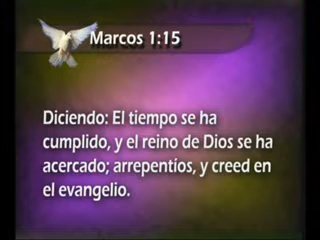 Marcos 1:15
Diciendo: El tiempo se ha
cumplido, y el reino de Dios se ha
acercado; arrepentíos, y creed en
el evangelio.